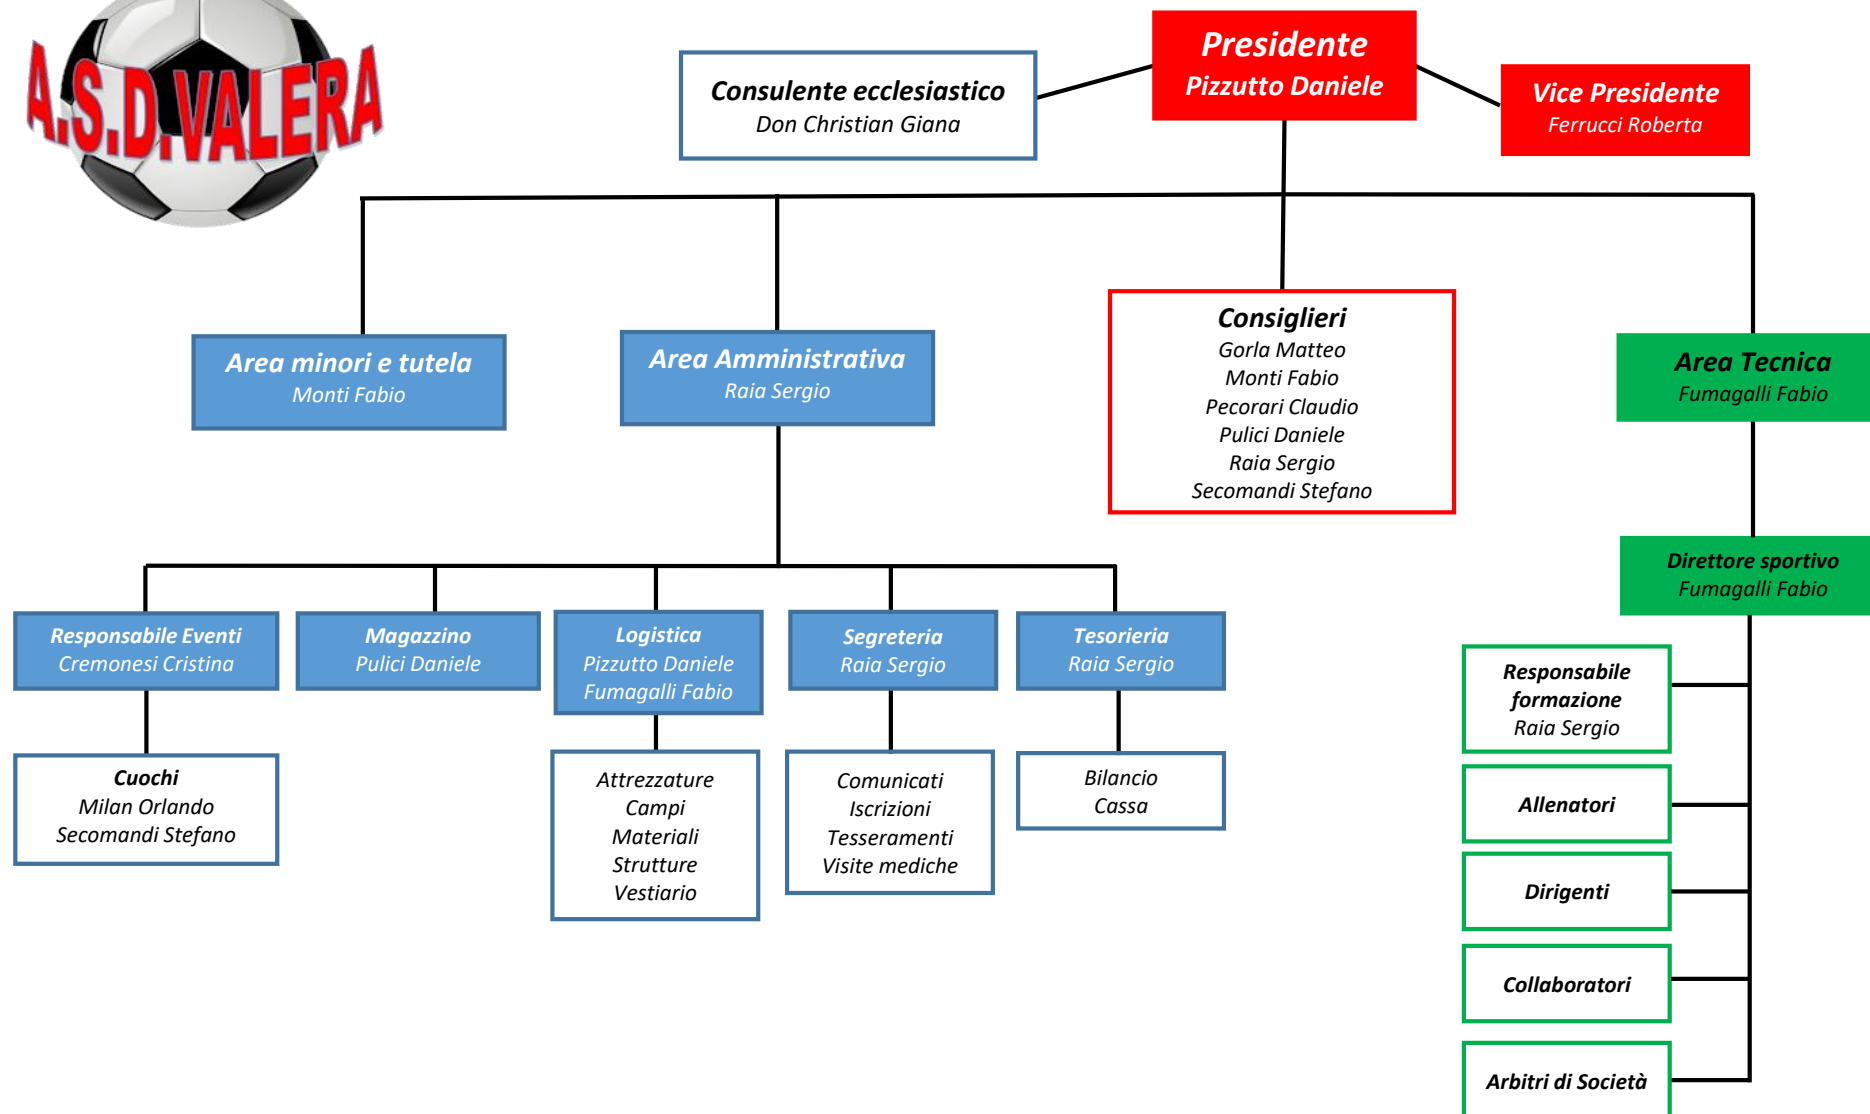 A.S.D.VALERA
Consulente ecclesiastico
Don Christian Giana
Presidente
Pizzutto Daniele
Vice Presidente
Ferrucci Roberta
Area minori e tutela
Monti Fabio
Area Amministrativa
Raia Sergio
Consiglieri
Gorla Matteo
Monti Fabio
Pecorari Claudio
Pulici Daniele
Raia Sergio
Secomandi Stefano
Area Tecnica
Fumagalli Fabio
Direttore sportivo
Fumagalli Fabio
Responsabile Eventi
Cremonesi Cristina
Magazzino
Pulici Daniele
Logistica
Pizzutto Daniele
Fumagalli Fabio
Segreteria
Raia Sergio
Tesorieria
Raia Sergio
Cuochi
Milan Orlando
Secomandi Stefano
Attrezzature
Campi
Materiali
Strutture
Vestiario
Comunicati
Iscrizioni
Tesseramenti
Visite mediche
Bilancio
Cassa
Responsabile
formazione
Raia Sergio
Allenatori
Dirigenti
Collaboratori
Arbitri di Società